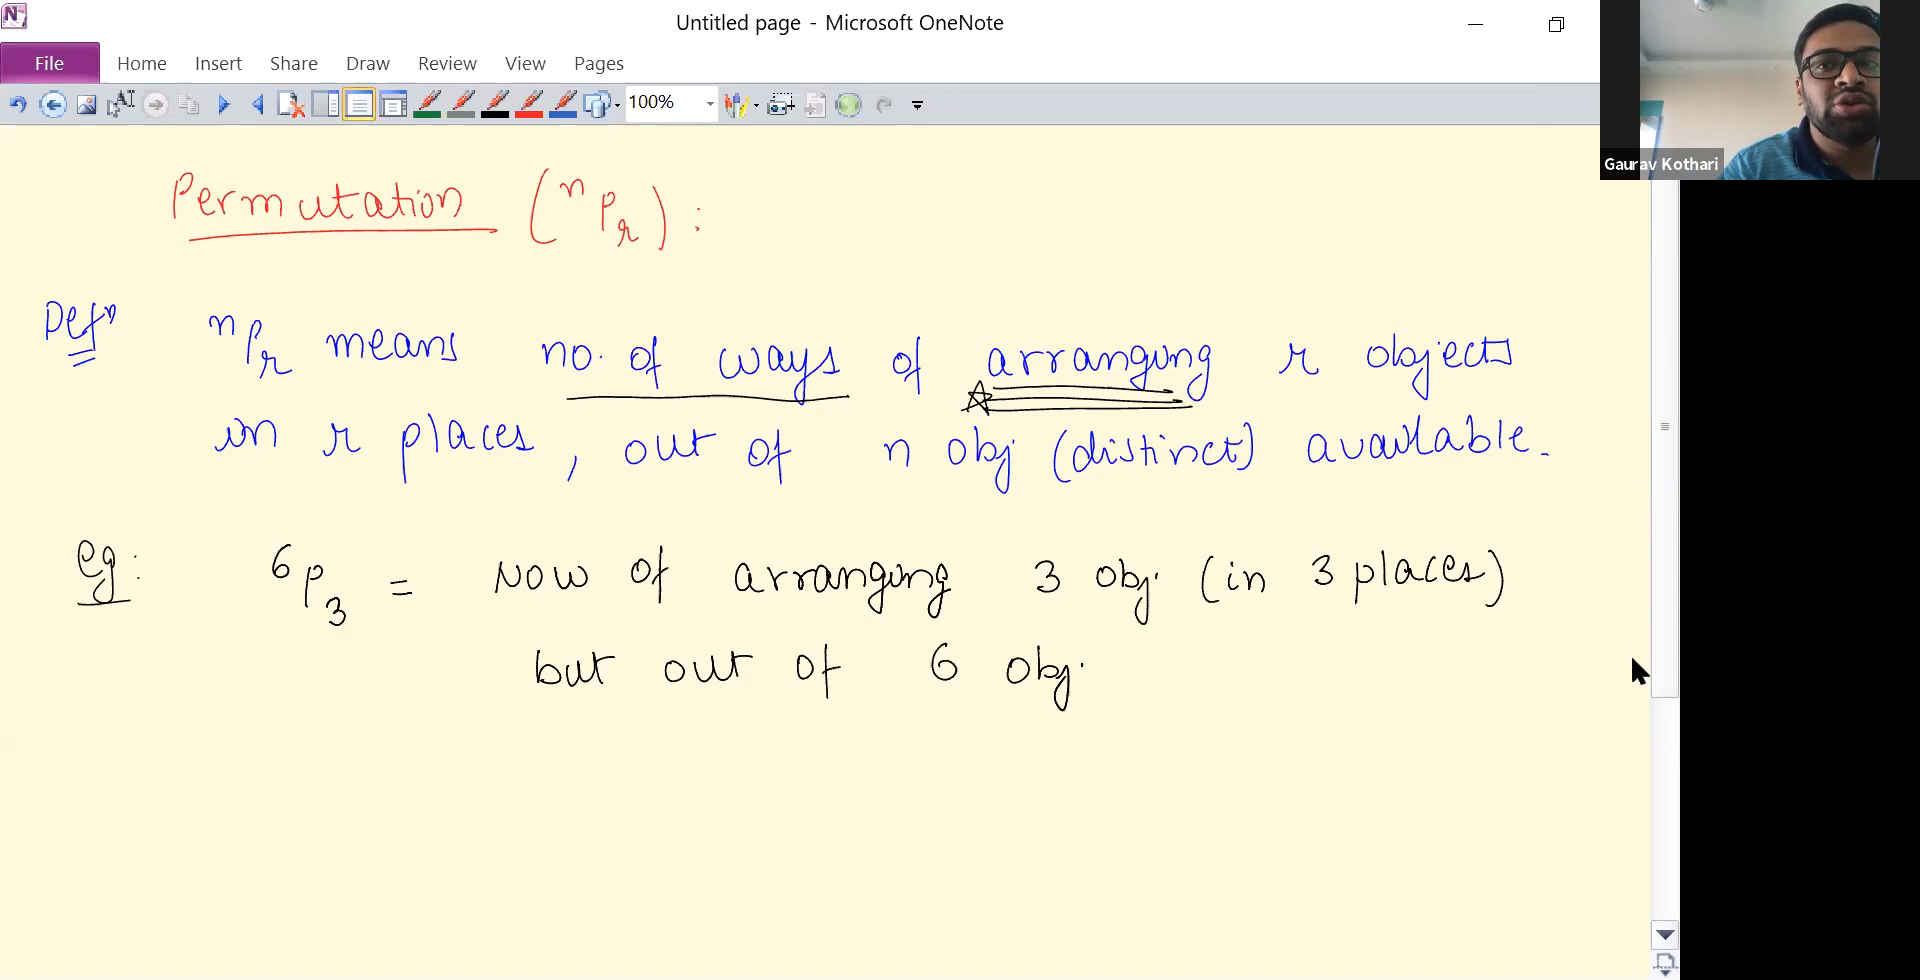 Untitled page - Microsoft OneNote
File Home Insert Share Draw Review View Pages
100%
Gaurav Kothari
Permutation (ⁿPᵣ) :
Defⁿ ⁿPᵣ means no. of ways of arranging r objects
in r places, out of n obj (distinct) available.
eg: ⁶P₃ = NOW of arranging 3 obj. (in 3 places)
but out of 6 obj.